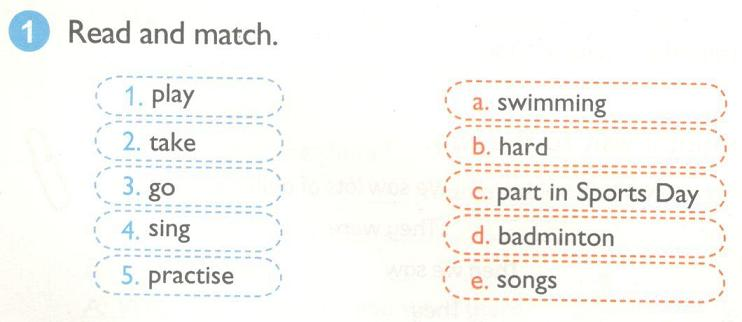 1 Read and match.
1. play
2. take
3. go
4. sing
5. practise
a. swimming
b. hard
c. part in Sports Day
d. badminton
e. songs